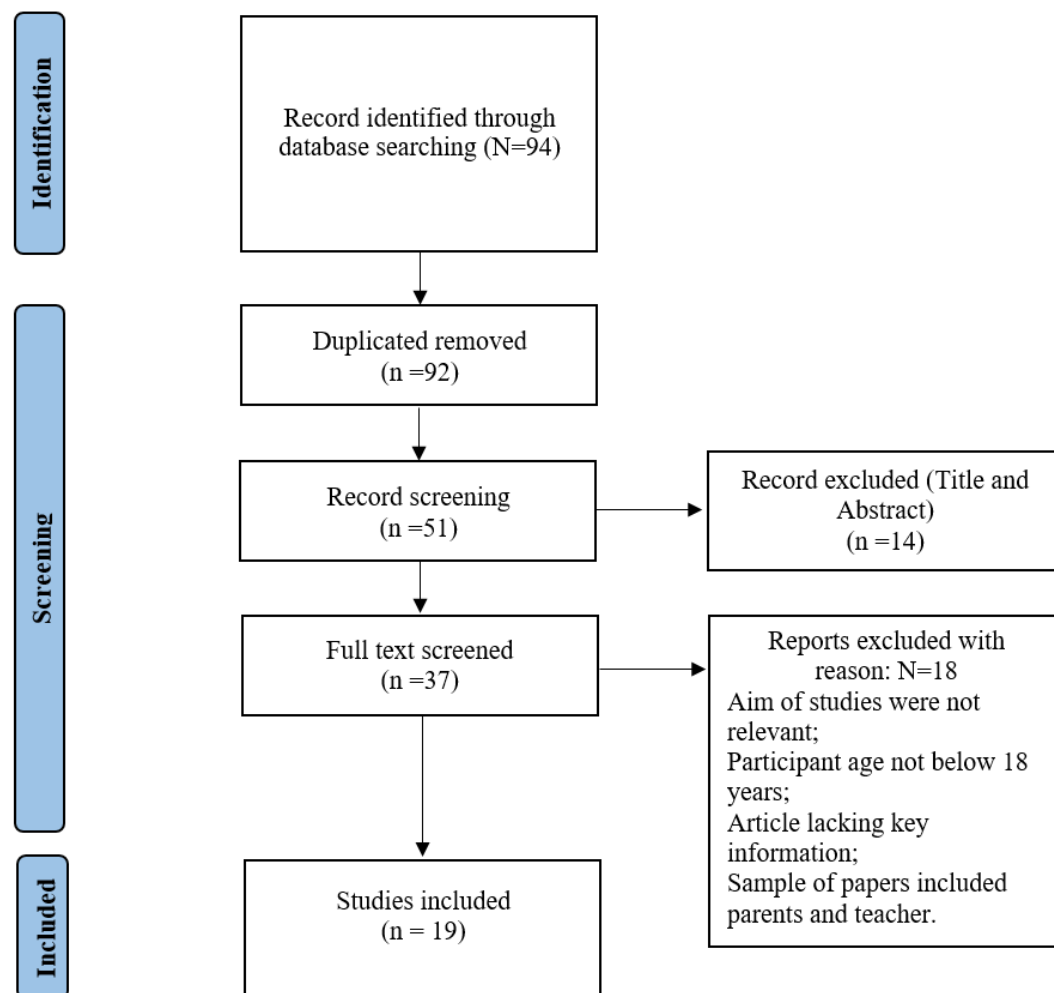 Identification
Record identified through
database searching (N=94)
Screening
Duplicated removed
(n =92)
Record screening
(n =51)
Record excluded (Title and
Abstract)
(n =14)
Full text screened
(n =37)
Reports excluded with
reason: N=18
Aim of studies were not
relevant;
Participant age not below 18
years;
Article lacking key
information;
Sample of papers included
parents and teacher.
Included
Studies included
(n = 19)